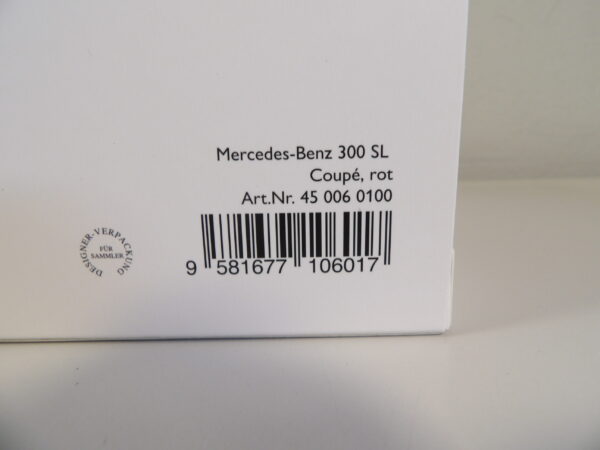 Mercedes-Benz 300 SL
Coupé, rot
Art.Nr. 45 006 0100
9 581677 106017
DESIGNER-VERPACKUNG
FÜR
SAMMLER